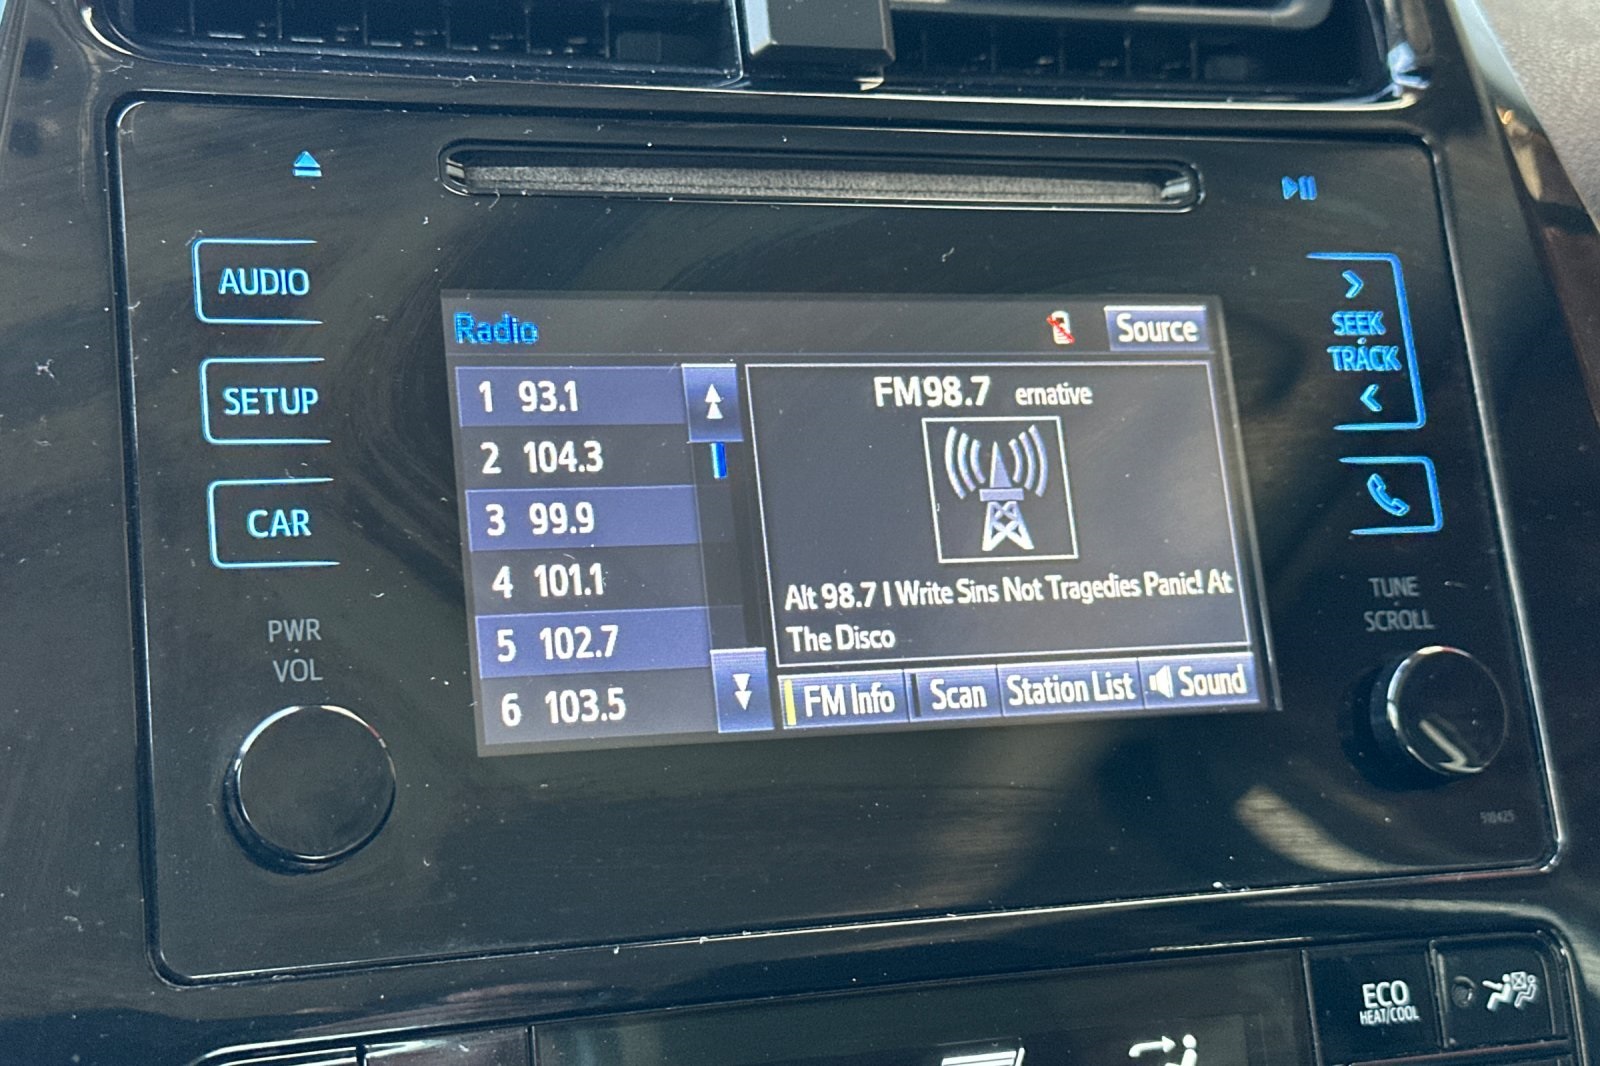 AUDIO
SETUP
CAR
PWR
VOL
Radio
Source
1 93.1
2 104.3
3 99.9
4 101.1
5 102.7
6 103.5
FM98.7 ernative
Alt 98.7 I Write Sins Not Tragedies Panic! At
The Disco
FM Info
Scan
Station List
Sound
SEEK
TRACK
TUNE
SCROLL
510425
ECO
HEAT/COOL